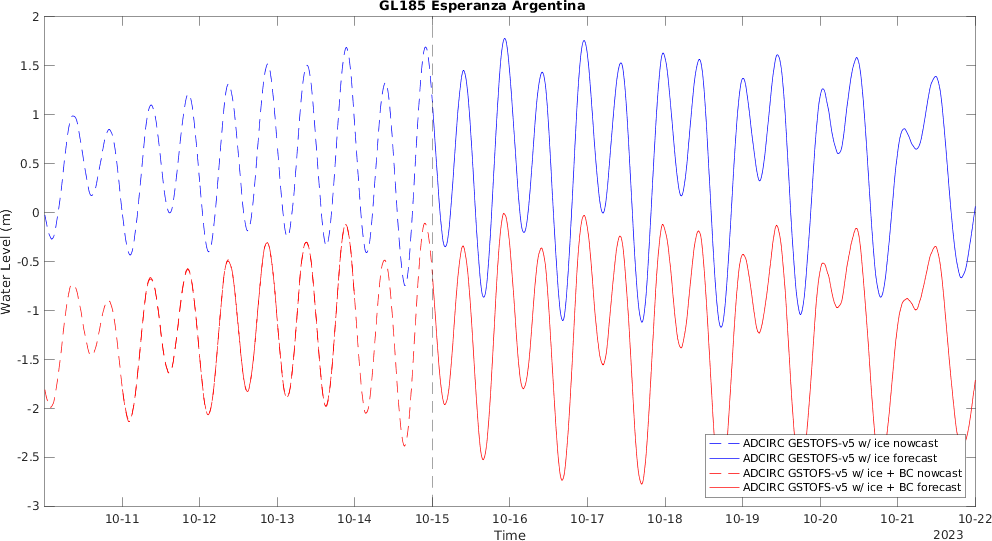 GL185 Esperanza Argentina
2
1.5
1
0.5
0
-0.5
-1
-1.5
-2
-2.5
-3
Water Level (m)
ADCIRC GESTOFS-v5 w/ ice nowcast
ADCIRC GESTOFS-v5 w/ ice forecast
ADCIRC GSTOFS-v5 w/ ice + BC nowcast
ADCIRC GSTOFS-v5 w/ ice + BC forecast
10-11 10-12 10-13 10-14 10-15 10-16 10-17 10-18 10-19 10-20 10-21 10-22
Time
2023